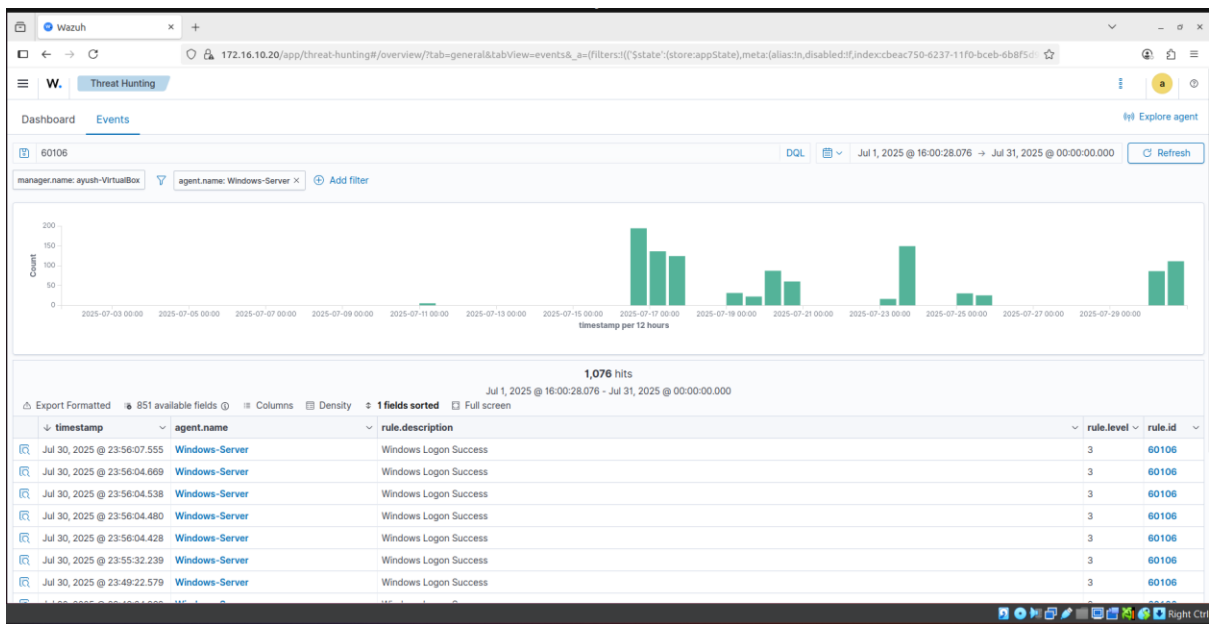 Wazuh
172.16.10.20/app/threat-hunting#/overview/?tab=general&tabView=events&_a=(filters:!(('$state':(store:appState),meta:(alias:!n,disabled:!f,index:cbeac750-6237-11f0-bceb-6b8f5d
W. Threat Hunting a
Dashboard Events Explore agent
60106 DQL Jul 1, 2025 @ 16:00:28.076 → Jul 31, 2025 @ 00:00:00.000 Refresh
manager.name: ayush-VirtualBox agent.name: Windows-Server × Add filter
Count
200
150
100
50
0
2025-07-03 00:00 2025-07-05 00:00 2025-07-07 00:00 2025-07-09 00:00 2025-07-11 00:00 2025-07-13 00:00 2025-07-15 00:00 2025-07-17 00:00 2025-07-19 00:00 2025-07-21 00:00 2025-07-23 00:00 2025-07-25 00:00 2025-07-27 00:00 2025-07-29 00:00
timestamp per 12 hours
1,076 hits
Jul 1, 2025 @ 16:00:28.076 - Jul 31, 2025 @ 00:00:00.000
Export Formatted 851 available fields Columns Density 1 fields sorted Full screen
timestamp agent.name rule.description rule.level rule.id
Jul 30, 2025 @ 23:56:07.555 Windows-Server Windows Logon Success 3 60106
Jul 30, 2025 @ 23:56:04.669 Windows-Server Windows Logon Success 3 60106
Jul 30, 2025 @ 23:56:04.538 Windows-Server Windows Logon Success 3 60106
Jul 30, 2025 @ 23:56:04.480 Windows-Server Windows Logon Success 3 60106
Jul 30, 2025 @ 23:56:04.428 Windows-Server Windows Logon Success 3 60106
Jul 30, 2025 @ 23:55:32.239 Windows-Server Windows Logon Success 3 60106
Jul 30, 2025 @ 23:49:22.579 Windows-Server Windows Logon Success 3 60106
Right Ctrl